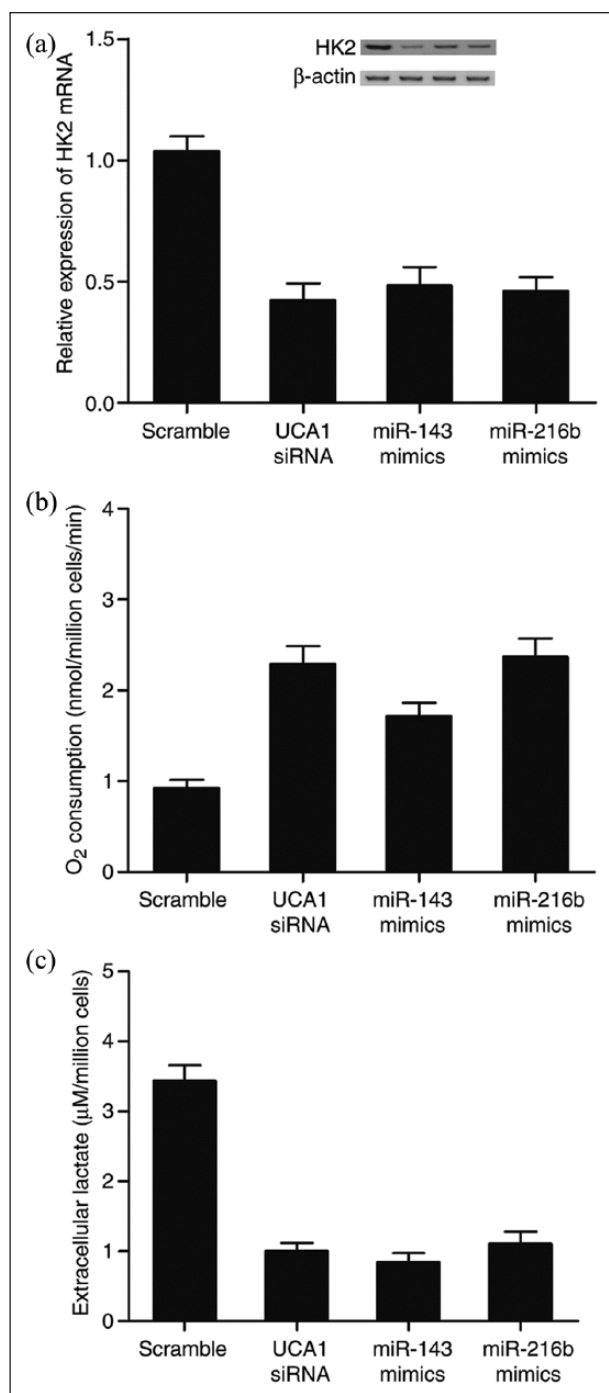 (a)
Relative expression of HK2 mRNA
1.5
1.0
0.5
0.0
HK2
β-actin
Scramble
UCA1 siRNA
miR-143 mimics
miR-216b mimics
(b)
O₂ consumption (nmol/million cells/min)
4
3
2
1
0
Scramble
UCA1 siRNA
miR-143 mimics
miR-216b mimics
(c)
Extracellular lactate (μM/million cells)
5
4
3
2
1
0
Scramble
UCA1 siRNA
miR-143 mimics
miR-216b mimics